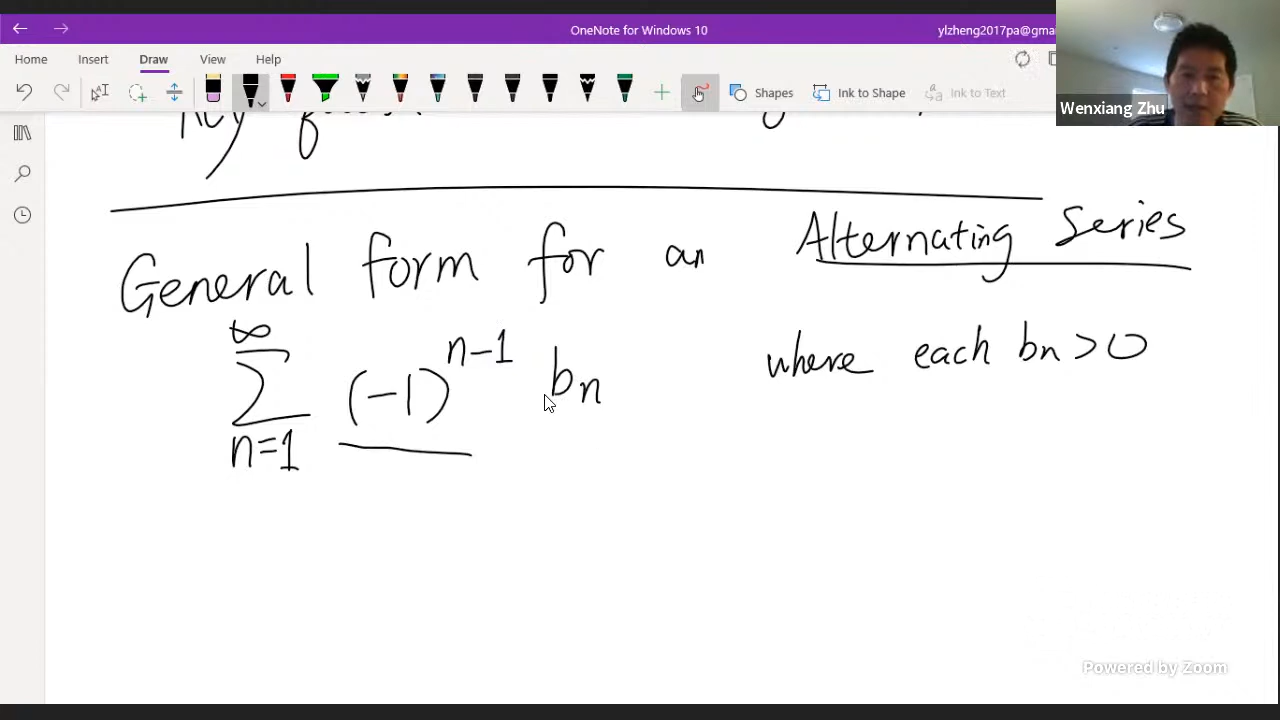 OneNote for Windows 10
ylzheng2017pa@gma
Home Insert Draw View Help
Shapes Ink to Shape Ink to Text
Wenxiang Zhu
General form for an Alternating Series
∞
∑ (-1)^{n-1} bn where each bn > 0
n=1
Powered by Zoom